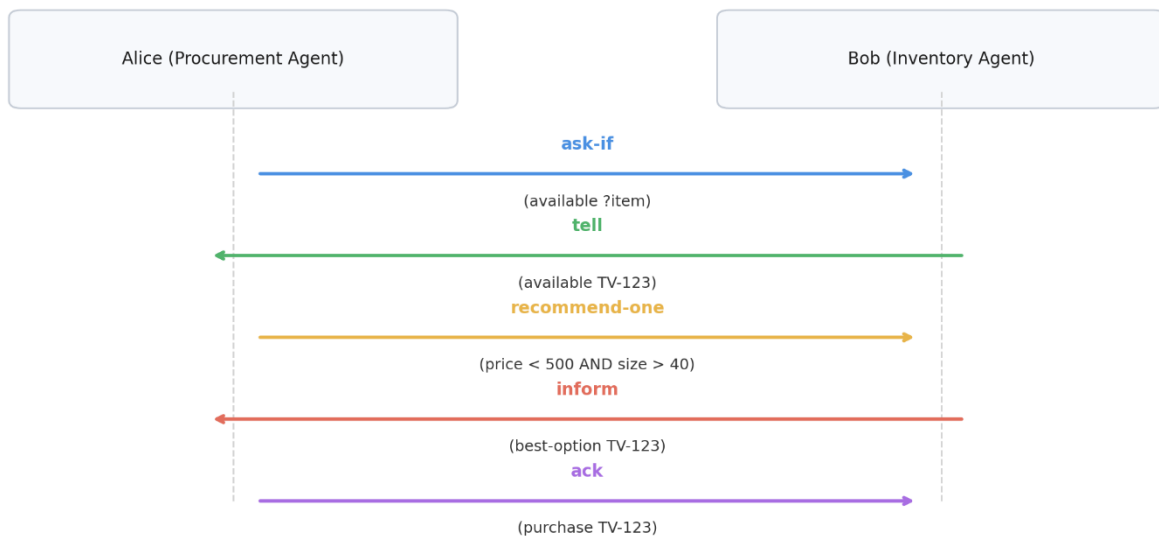 Alice (Procurement Agent)
Bob (Inventory Agent)
ask-if
(available ?item)
tell
(available TV-123)
recommend-one
(price < 500 AND size > 40)
inform
(best-option TV-123)
ack
(purchase TV-123)